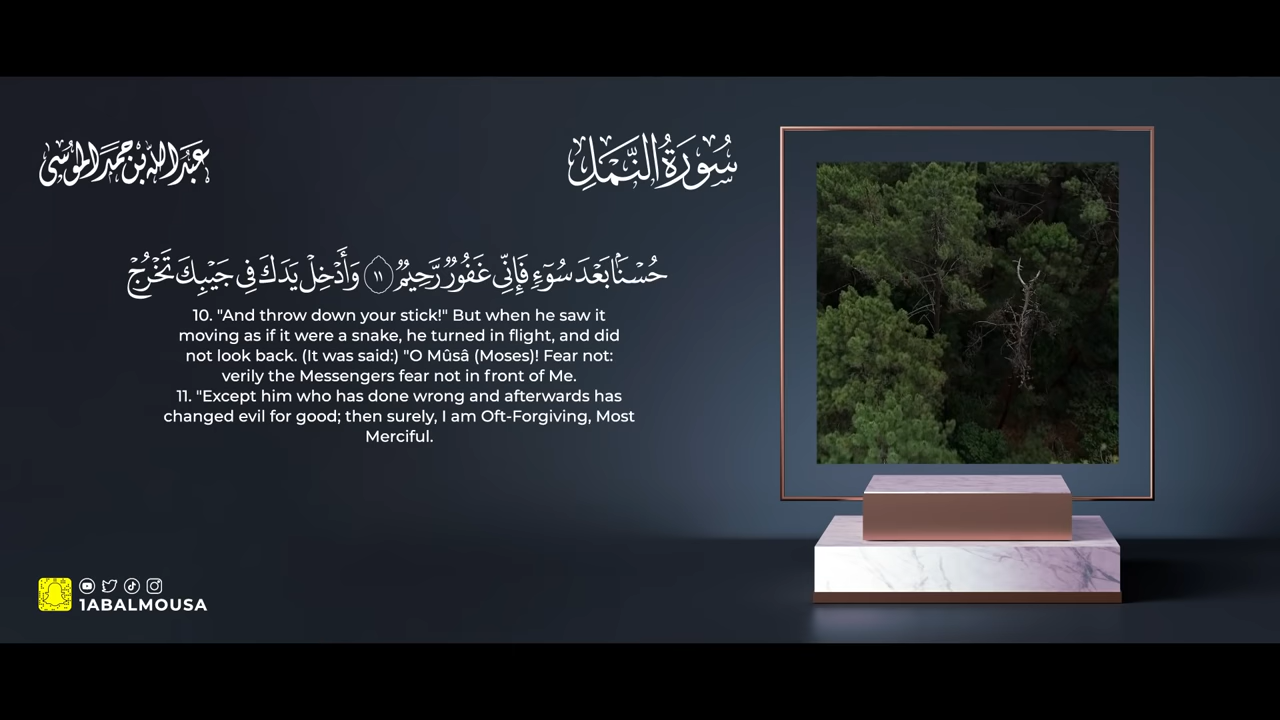 عبدالله بن حمد الموسى
سُورَةُ النَّمْلِ
حُسْنًۢا بَعْدَ سُوٓءٍۢ فَإِنِّى غَفُورٌۭ رَّحِيمٌۭ ١١ وَأَدْخِلْ يَدَكَ فِى جَيْبِكَ تَخْرُجْ
10. "And throw down your stick!" But when he saw it
moving as if it were a snake, he turned in flight, and did
not look back. (It was said:) "O Mûsâ (Moses)! Fear not:
verily the Messengers fear not in front of Me.
11. "Except him who has done wrong and afterwards has
changed evil for good; then surely, I am Oft-Forgiving, Most
Merciful.
1ABALMOUSA